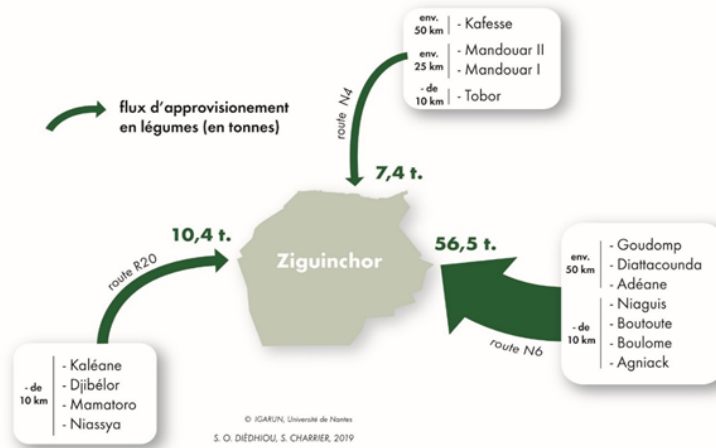 env.
50 km
- Kafesse
env.
25 km
- Mandouar II
- Mandouar I
- de
10 km
- Tobor
flux d'approvisionement
en légumes (en tonnes)
route N4
7,4 t.
10,4 t.
route R20
Ziguinchor
56,5 t.
route N6
env.
50 km
- Goudomp
- Diattacounda
- Adéane
- de
10 km
- Niaguis
- Boutoute
- Boulome
- Agniack
- de
10 km
- Kaléane
- Djibélor
- Mamatoro
- Niassya
© IGARUN, Université de Nantes
S. O. DIÈDHIOU, S. CHARRIER, 2019